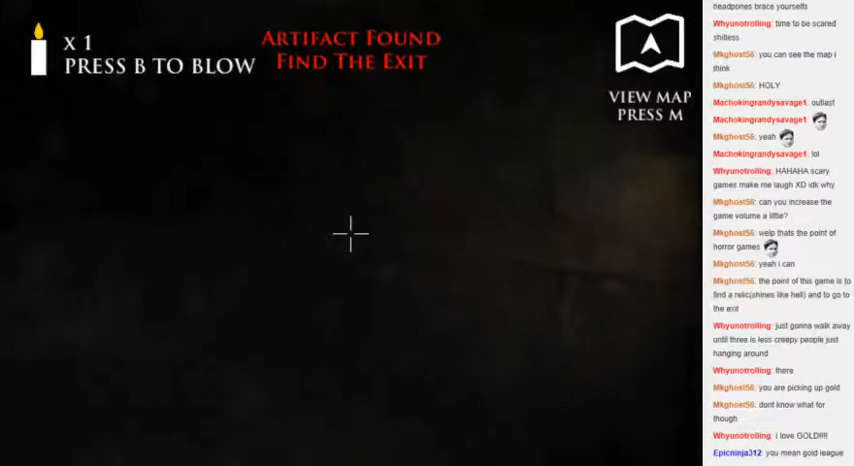 x 1
PRESS B TO BLOW
ARTIFACT FOUND
FIND THE EXIT
VIEW MAP
PRESS M
headpones brace yourselfs
Whyunotrolling: time to be scared
shitless
Mkghost56: you can see the map i
think
Mkghost56: HOLY
Machokingrandysavage1: outlast
Machokingrandysavage1:
Mkghost56: yeah
Machokingrandysavage1: lol
Whyunotrolling: HAHAHA scary
games make me laugh XD idk why
Mkghost56: can you increase the
game volume a little?
Mkghost56: welp thats the point of
horror games
Mkghost56: yeah i can
Mkghost56: the point of this game is to
find a relic(shines like hell) and to go to
the exit
Whyunotrolling: just gonna walk away
until three is less creepy people just
hanging around
Whyunotrolling: there
Mkghost56: you are picking up gold
Mkghost56: dont know what for
though
Whyunotrolling: I love GOLD!!!!
Epicninja312: you mean gold league